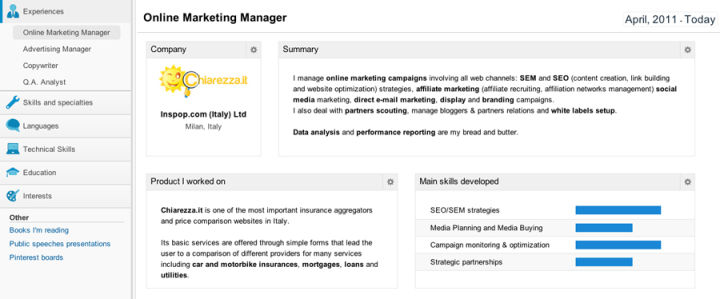 Experiences
Online Marketing Manager
Advertising Manager
Copywriter
Q.A. Analyst
Skills and specialties
Languages
Technical Skills
Education
Interests
Other
Books I'm reading
Public speeches presentations
Pinterest boards
Online Marketing Manager
April, 2011 - Today
Company
Chiarezza.it
Inspop.com (Italy) Ltd
Milan, Italy
Summary
I manage online marketing campaigns involving all web channels: SEM and SEO (content creation, link building
and website optimization) strategies, affiliate marketing (affiliate recruiting, affiliation networks management) social
media marketing, direct e-mail marketing, display and branding campaigns.
I also deal with partners scouting, manage bloggers & partners relations and white labels setup.
Data analysis and performance reporting are my bread and butter.
Product I worked on
Chiarezza.it is one of the most important insurance aggregators
and price comparison websites in Italy.
Its basic services are offered through simple forms that lead the
user to a comparison of different providers for many services
including car and motorbike insurances, mortgages, loans and
utilities.
Main skills developed
SEO/SEM strategies
Media Planning and Media Buying
Campaign monitoring & optimization
Strategic partnerships